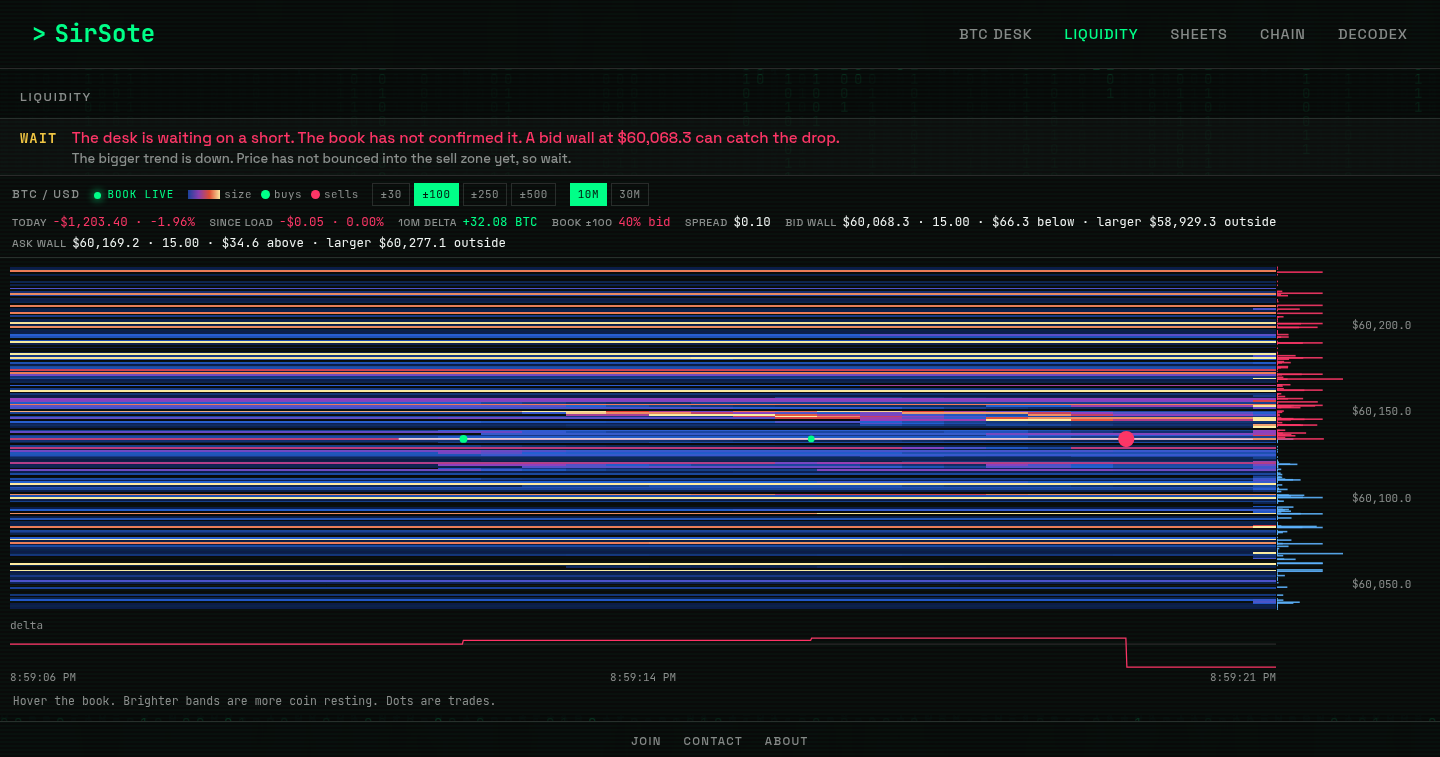 > SirSote
BTC DESK LIQUIDITY SHEETS CHAIN DECODEX
LIQUIDITY
WAIT The desk is waiting on a short. The book has not confirmed it. A bid wall at $60,068.3 can catch the drop.
The bigger trend is down. Price has not bounced into the sell zone yet, so wait.
BTC / USD BOOK LIVE size buys sells ±30 ±100 ±250 ±500 10M 30M
TODAY -$1,203.40 · -1.96% SINCE LOAD -$0.05 · 0.00% 10M DELTA +32.08 BTC BOOK ±100 40% bid SPREAD $0.10 BID WALL $60,068.3 · 15.00 · $66.3 below · larger $58,929.3 outside
ASK WALL $60,169.2 · 15.00 · $34.6 above · larger $60,277.1 outside
$60,200.0
$60,150.0
$60,100.0
$60,050.0
delta
8:59:06 PM 8:59:14 PM 8:59:21 PM
Hover the book. Brighter bands are more coin resting. Dots are trades.
JOIN CONTACT ABOUT